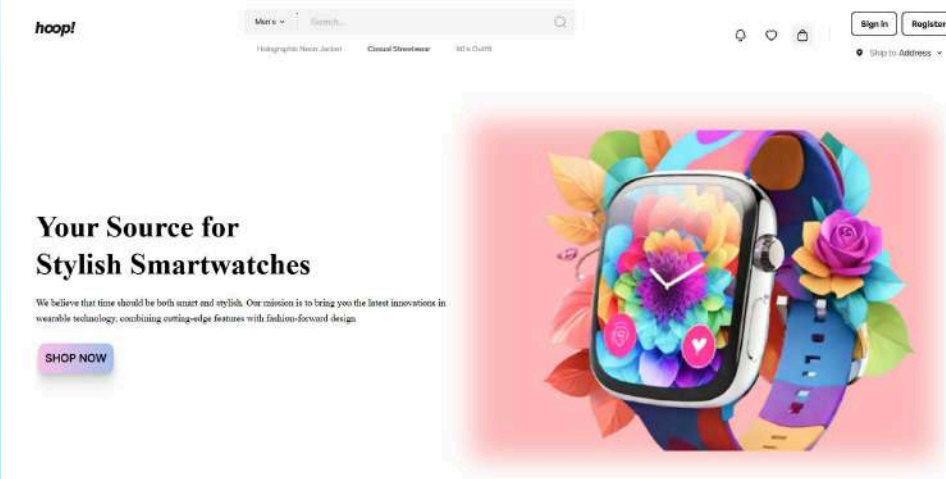 hoop!
Men's
Search...
Holographic Neon Jacket
Casual Streetwear
90's Outfit
Sign In
Register
Ship to Address
Your Source for
Stylish Smartwatches
We believe that time should be both smart and stylish. Our mission is to bring you the latest innovations in
wearable technology, combining cutting-edge features with fashion-forward design
SHOP NOW